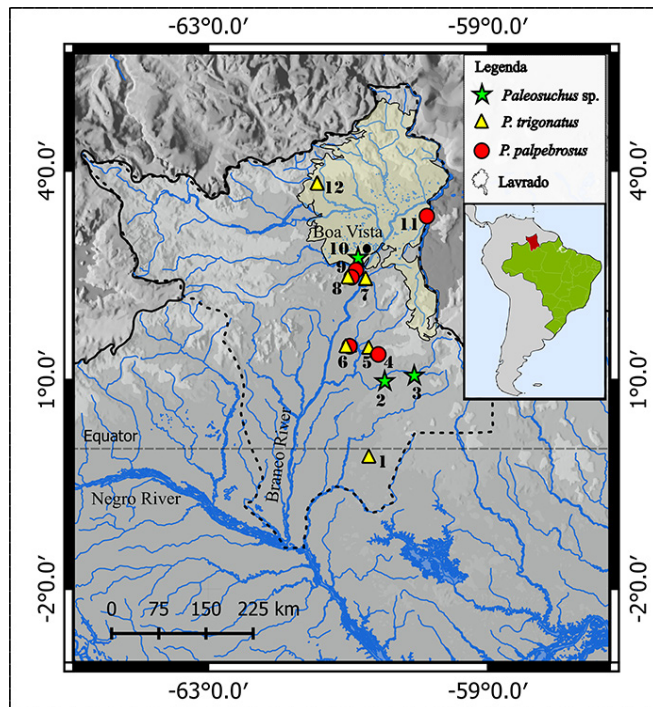 -63°0.0'
-59°0.0'
Legenda
Paleosuchus sp.
P. trigonatus
P. palpebrosus
Lavrado
4°0.0'
4°0.0'
12
11
Boa Vista
10
9
8
7
6
5
4
1°0.0'
1°0.0'
2
3
Equator
Branco River
1
Negro River
-2°0.0'
-2°0.0'
0 75 150 225 km
-63°0.0'
-59°0.0'